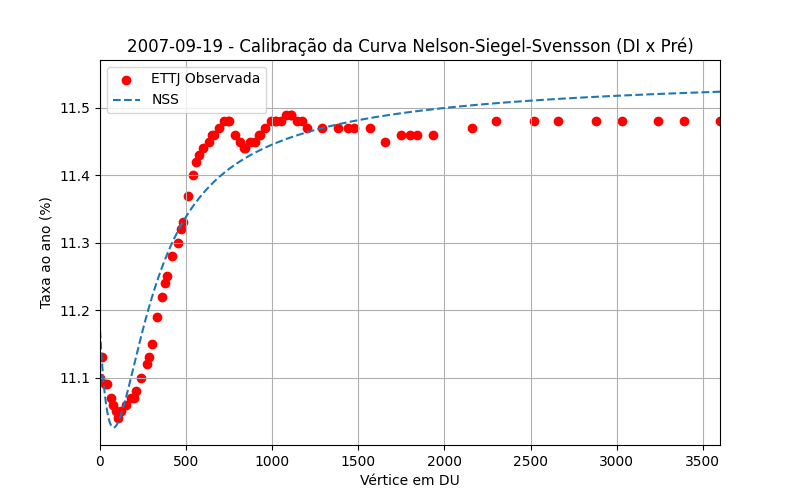 2007-09-19 - Calibração da Curva Nelson-Siegel-Svensson (DI x Pré)
ETTJ Observada
NSS
Taxa ao ano (%)
11.5
11.4
11.3
11.2
11.1
0 500 1000 1500 2000 2500 3000 3500
Vértice em DU